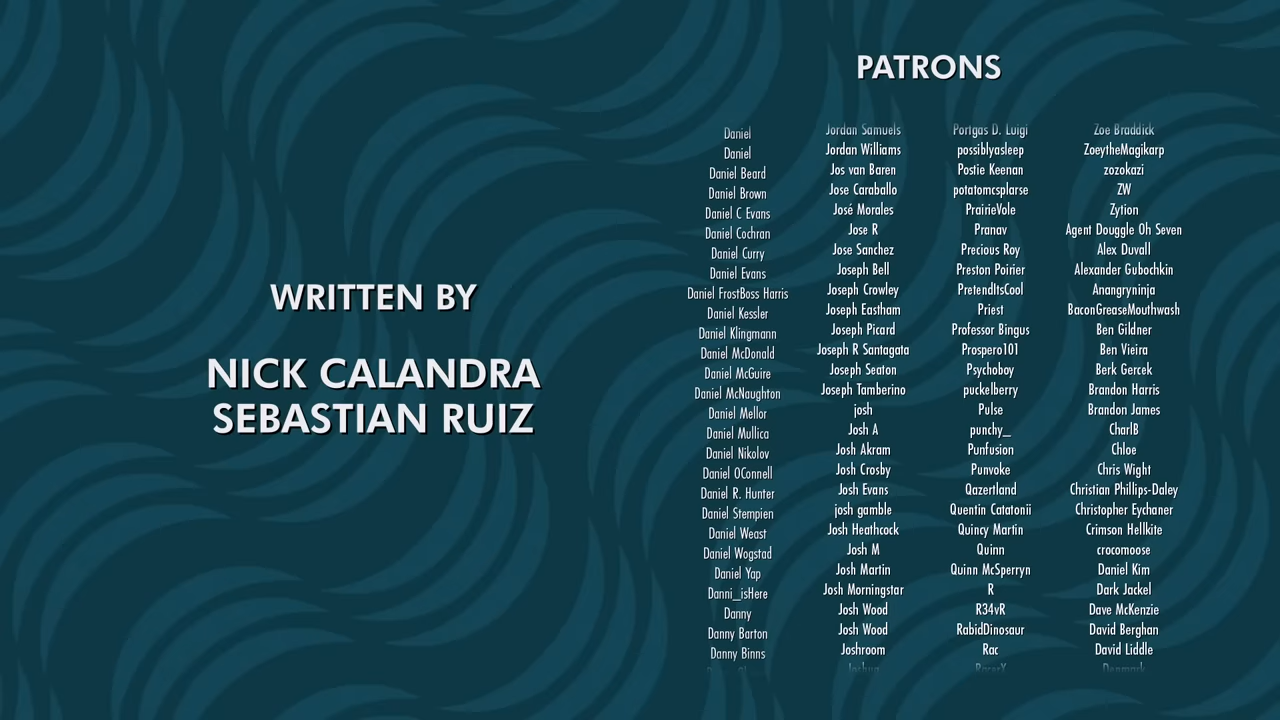 WRITTEN BY
NICK CALANDRA
SEBASTIAN RUIZ
PATRONS
Daniel
Daniel
Daniel Beard
Daniel Brown
Daniel C Evans
Daniel Cochran
Daniel Curry
Daniel Evans
Daniel FrostBoss Harris
Daniel Kessler
Daniel Klingmann
Daniel McDonald
Daniel McGuire
Daniel McNaughton
Daniel Mellor
Daniel Mullica
Daniel Nikolov
Daniel OConnell
Daniel R. Hunter
Daniel Stempien
Daniel Weast
Daniel Wogstad
Daniel Yap
Danni_isHere
Danny
Danny Barton
Danny Binns
Jordan Samuels
Jordan Williams
Jos van Baren
Jose Caraballo
José Morales
Jose R
Jose Sanchez
Joseph Bell
Joseph Crowley
Joseph Eastham
Joseph Picard
Joseph R Santagata
Joseph Seaton
Joseph Tamberino
josh
Josh A
Josh Akram
Josh Crosby
Josh Evans
josh gamble
Josh Heathcock
Josh M
Josh Martin
Josh Morningstar
Josh Wood
Josh Wood
Joshroom
Joshua
Portgas D. Luigi
possiblyasleep
Postie Keenan
potatomcsplarse
PrairieVole
Pranav
Precious Roy
Preston Poirier
PretendItsCool
Priest
Professor Bingus
Prospero101
Psychoboy
puckelberry
Pulse
punchy_
Punfusion
Punvoke
Qazertland
Quentin Catatonii
Quincy Martin
Quinn
Quinn McSperryn
R
R34vR
RabidDinosaur
Rac
RacerX
Zoe Braddick
ZoeytheMagikarp
zozokazi
ZW
Zytion
Agent Douggle Oh Seven
Alex Duvall
Alexander Gubochkin
Anangryninja
BaconGreaseMouthwash
Ben Gildner
Ben Vieira
Berk Gercek
Brandon Harris
Brandon James
CharlB
Chloe
Chris Wight
Christian Phillips-Daley
Christopher Eychaner
Crimson Hellkite
crocomoose
Daniel Kim
Dark Jackel
Dave McKenzie
David Berghan
David Liddle
Denmark